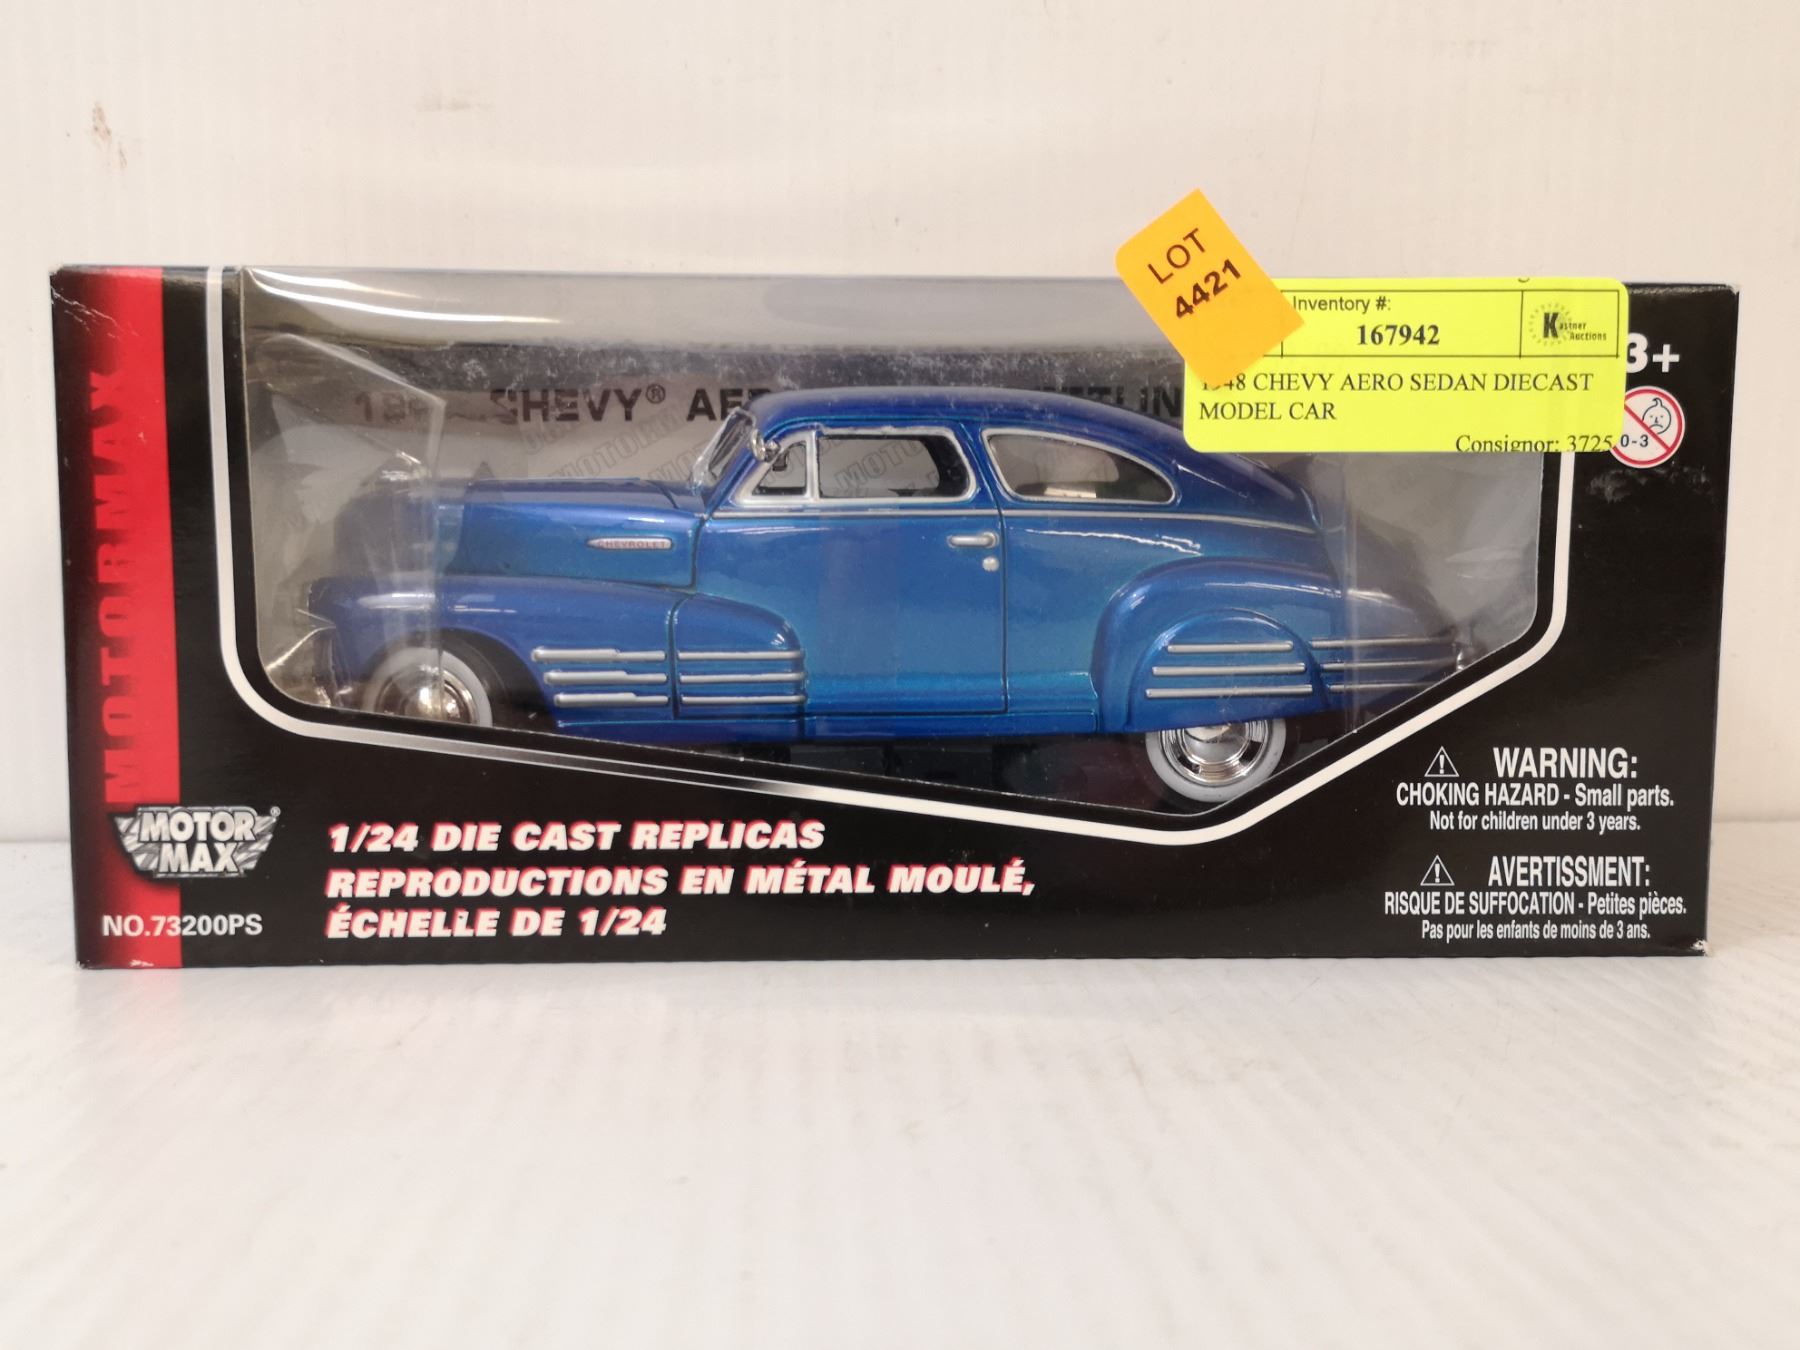 LOT
4421
Inventory #:
167942
Kastner
Auctions
1948 CHEVY AERO SEDAN DIECAST
MODEL CAR
Consignor: 3725
3+
0-3
CHEVY®
CHEVROLET
MOTORMAX
MOTOR
MAX
®
NO.73200PS
1/24 DIE CAST REPLICAS
REPRODUCTIONS EN MÉTAL MOULÉ,
ÉCHELLE DE 1/24
WARNING:
CHOKING HAZARD - Small parts.
Not for children under 3 years.
AVERTISSMENT:
RISQUE DE SUFFOCATION - Petites pièces.
Pas pour les enfants de moins de 3 ans.